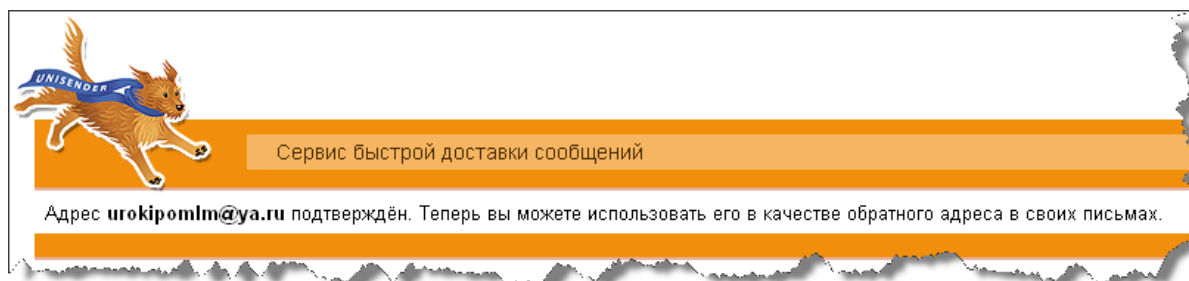 UNISENDER
Сервис быстрой доставки сообщений
Адрес urokipomlm@ya.ru подтверждён. Теперь вы можете использовать его в качестве обратного адреса в своих письмах.